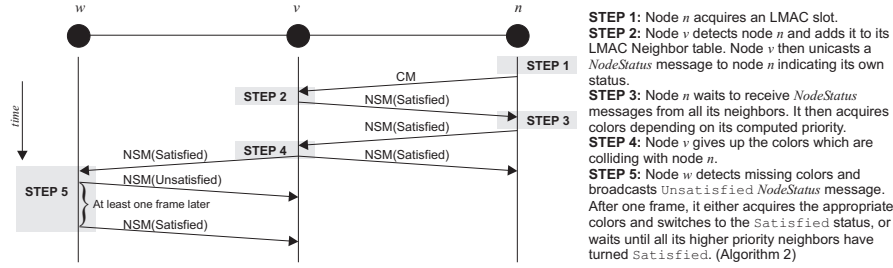 w
v
n
time
STEP 1
CM
STEP 2
NSM(Satisfied)
STEP 3
NSM(Satisfied)
STEP 4
NSM(Satisfied)
NSM(Satisfied)
STEP 5
NSM(Unsatisfied)
At least one frame later
NSM(Satisfied)
STEP 1: Node n acquires an LMAC slot.
STEP 2: Node v detects node n and adds it to its
LMAC Neighbor table. Node v then unicasts a
NodeStatus message to node n indicating its own
status.
STEP 3: Node n waits to receive NodeStatus
messages from all its neighbors. It then acquires
colors depending on its computed priority.
STEP 4: Node v gives up the colors which are
colliding with node n.
STEP 5: Node w detects missing colors and
broadcasts Unsatisfied NodeStatus message.
After one frame, it either acquires the appropriate
colors and switches to the Satisfied status, or
waits until all its higher priority neighbors have
turned Satisfied. (Algorithm 2)